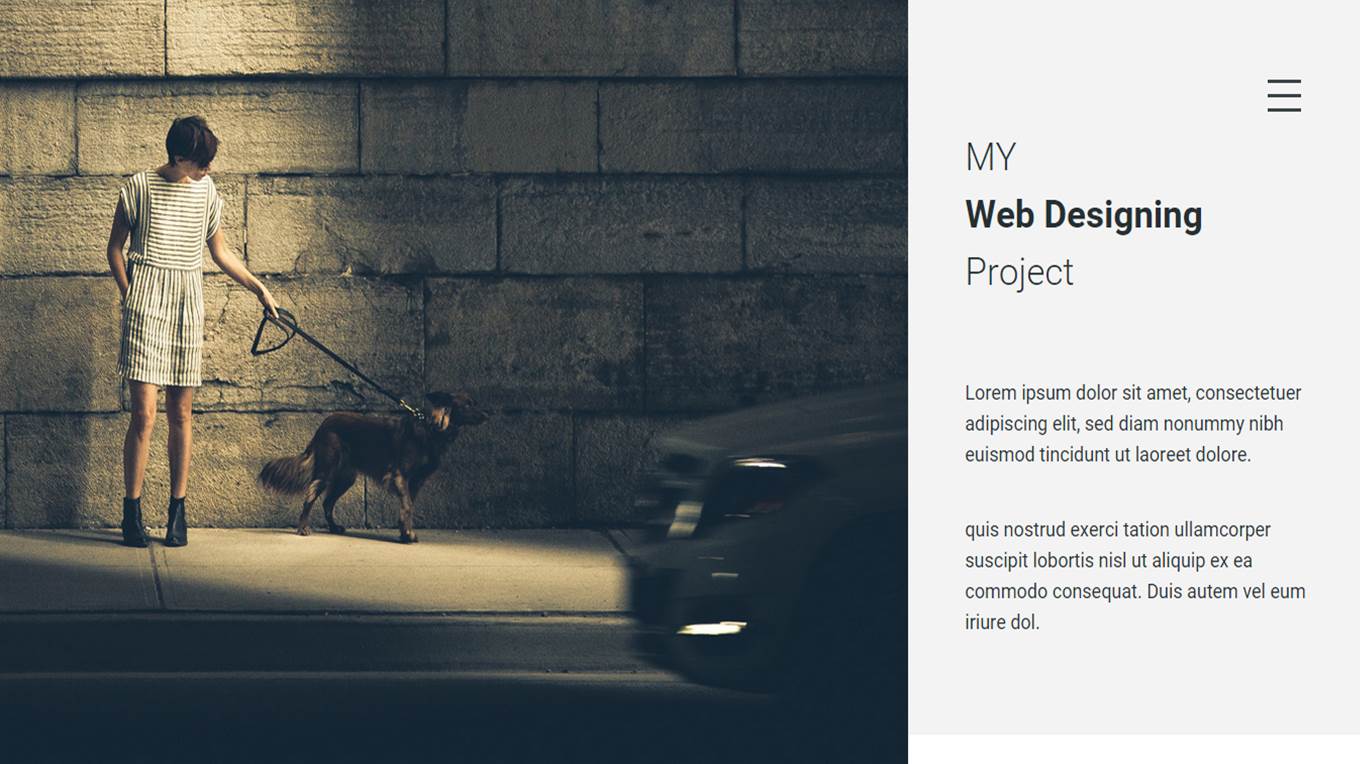 MY
Web Designing
Project
Lorem ipsum dolor sit amet, consectetuer
adipiscing elit, sed diam nonummy nibh
euismod tincidunt ut laoreet dolore.
quis nostrud exerci tation ullamcorper
suscipit lobortis nisl ut aliquip ex ea
commodo consequat. Duis autem vel eum
iriure dol.